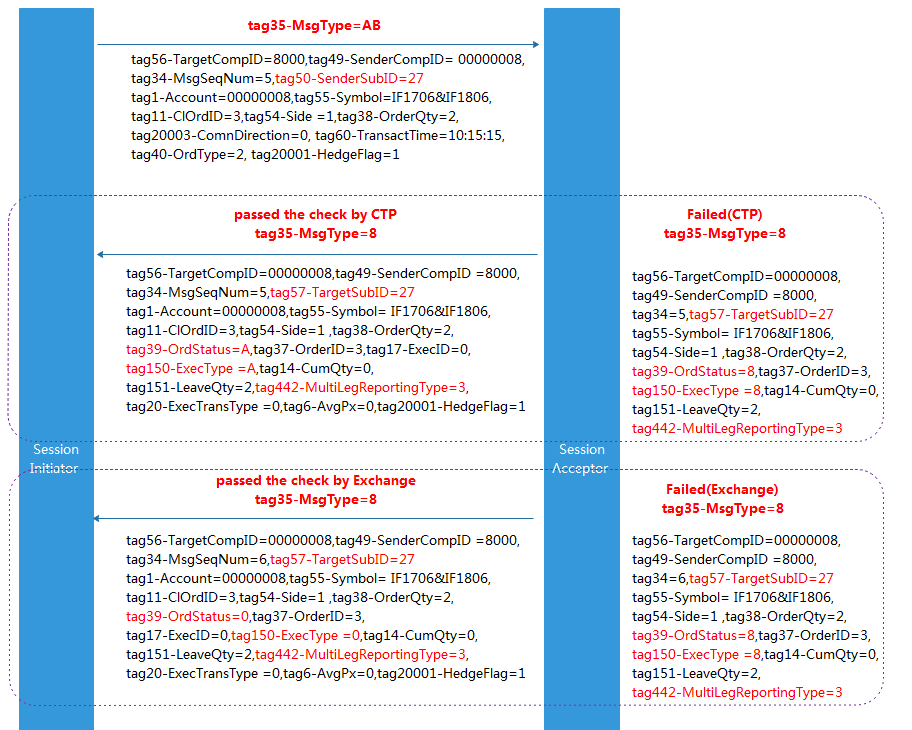 tag35-MsgType=AB
tag56-TargetCompID=8000,tag49-SenderCompID= 00000008,
tag34-MsgSeqNum=5,tag50-SenderSubID=27
tag1-Account=00000008,tag55-Symbol=IF1706&IF1806,
tag11-ClOrdID=3,tag54-Side =1,tag38-OrderQty=2,
tag20003-ComnDirection=0, tag60-TransactTime=10:15:15,
tag40-OrdType=2, tag20001-HedgeFlag=1
passed the check by CTP
tag35-MsgType=8
tag56-TargetCompID=00000008,tag49-SenderCompID =8000,
tag34-MsgSeqNum=5,tag57-TargetSubID=27
tag1-Account=00000008,tag55-Symbol= IF1706&IF1806,
tag11-ClOrdID=3,tag54-Side=1 ,tag38-OrderQty=2,
tag39-OrdStatus=A,tag37-OrderID=3,tag17-ExecID=0,
tag150-ExecType =A,tag14-CumQty=0,
tag151-LeaveQty=2,tag442-MultiLegReportingType=3,
tag20-ExecTransType =0,tag6-AvgPx=0,tag20001-HedgeFlag=1
Failed(CTP)
tag35-MsgType=8
tag56-TargetCompID=00000008,
tag49-SenderCompID =8000,
tag34=5,tag57-TargetSubID=27
tag55-Symbol= IF1706&IF1806,
tag54-Side=1 ,tag38-OrderQty=2,
tag39-OrdStatus=8,tag37-OrderID=3,
tag150-ExecType =8,tag14-CumQty=0,
tag151-LeaveQty=2,
tag442-MultiLegReportingType=3
Session
Initiator
Session
Acceptor
passed the check by Exchange
tag35-MsgType=8
tag56-TargetCompID=00000008,tag49-SenderCompID =8000,
tag34-MsgSeqNum=6,tag57-TargetSubID=27
tag1-Account=00000008,tag55-Symbol= IF1706&IF1806,
tag11-ClOrdID=3,tag54-Side=1 ,tag38-OrderQty=2,
tag39-OrdStatus=0,tag37-OrderID=3,
tag17-ExecID=0,tag150-ExecType =0,tag14-CumQty=0,
tag151-LeaveQty=2,tag442-MultiLegReportingType=3,
tag20-ExecTransType =0,tag6-AvgPx=0,tag20001-HedgeFlag=1
Failed(Exchange)
tag35-MsgType=8
tag56-TargetCompID=00000008,
tag49-SenderCompID =8000,
tag34=6,tag57-TargetSubID=27
tag55-Symbol= IF1706&IF1806,
tag54-Side=1 ,tag38-OrderQty=2,
tag39-OrdStatus=8,tag37-OrderID=3,
tag150-ExecType =8,tag14-CumQty=0,
tag151-LeaveQty=2,
tag442-MultiLegReportingType=3